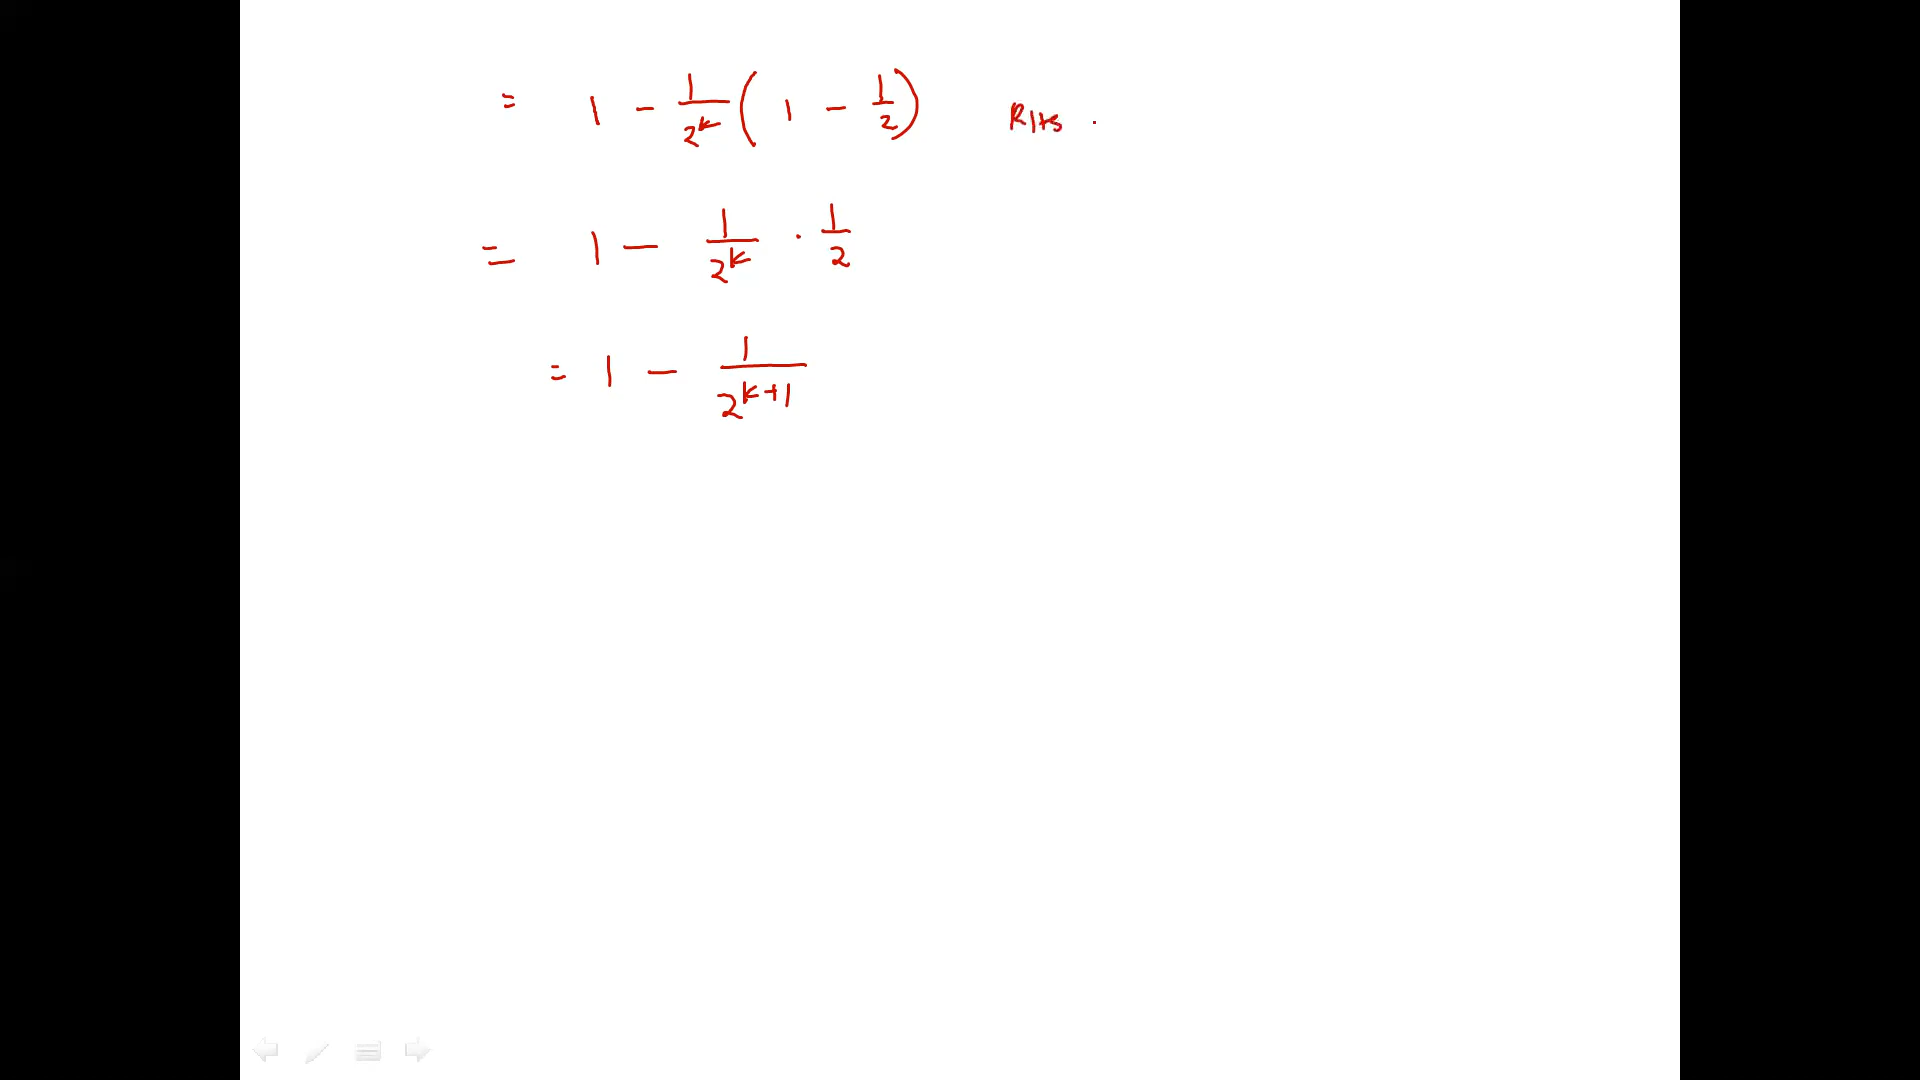 = 1 - 1/2^k ( 1 - 1/2 ) RHS .
= 1 - 1/2^k · 1/2
= 1 - 1/2^(k+1)